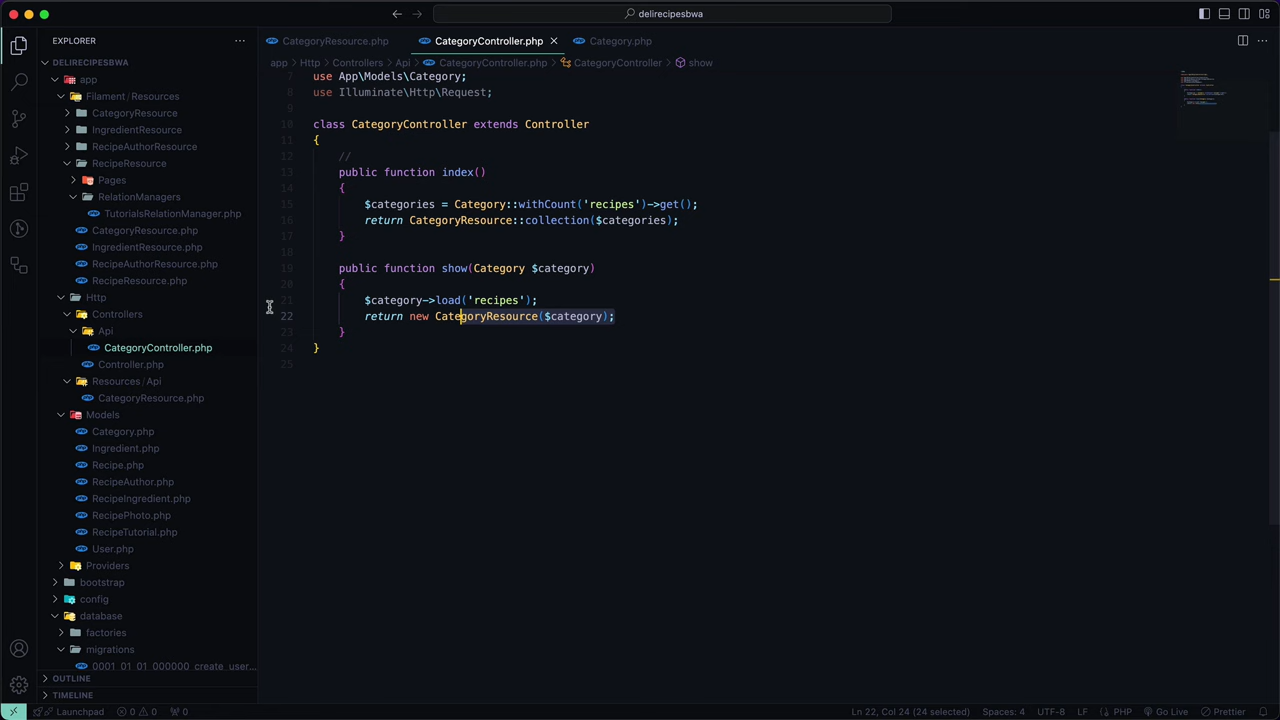 delirecipesbwa
EXPLORER
CategoryResource.php
CategoryController.php
Category.php
DELIRECIPESBWA
app > Http > Controllers > Api > CategoryController.php > CategoryController > show
app
Filament / Resources
CategoryResource
IngredientResource
RecipeAuthorResource
RecipeResource
Pages
RelationManagers
TutorialsRelationManager.php
CategoryResource.php
IngredientResource.php
RecipeAuthorResource.php
RecipeResource.php
Http
Controllers
Api
CategoryController.php
Controller.php
Resources / Api
CategoryResource.php
Models
Category.php
Ingredient.php
Recipe.php
RecipeAuthor.php
RecipeIngredient.php
RecipePhoto.php
RecipeTutorial.php
User.php
Providers
bootstrap
config
database
factories
migrations
0001_01_01_000000_create_user...
OUTLINE
TIMELINE
7 use App\Models\Category;
8 use Illuminate\Http\Request;
9
10 class CategoryController extends Controller
11 {
12 //
13 public function index()
14 {
15 $categories = Category::withCount('recipes')->get();
16 return CategoryResource::collection($categories);
17 }
18
19 public function show(Category $category)
20 {
21 $category->load('recipes');
22 return new CategoryResource($category);
23 }
24 }
25
Launchpad 0 0 0 Ln 22, Col 24 (24 selected) Spaces: 4 UTF-8 LF PHP Go Live Prettier